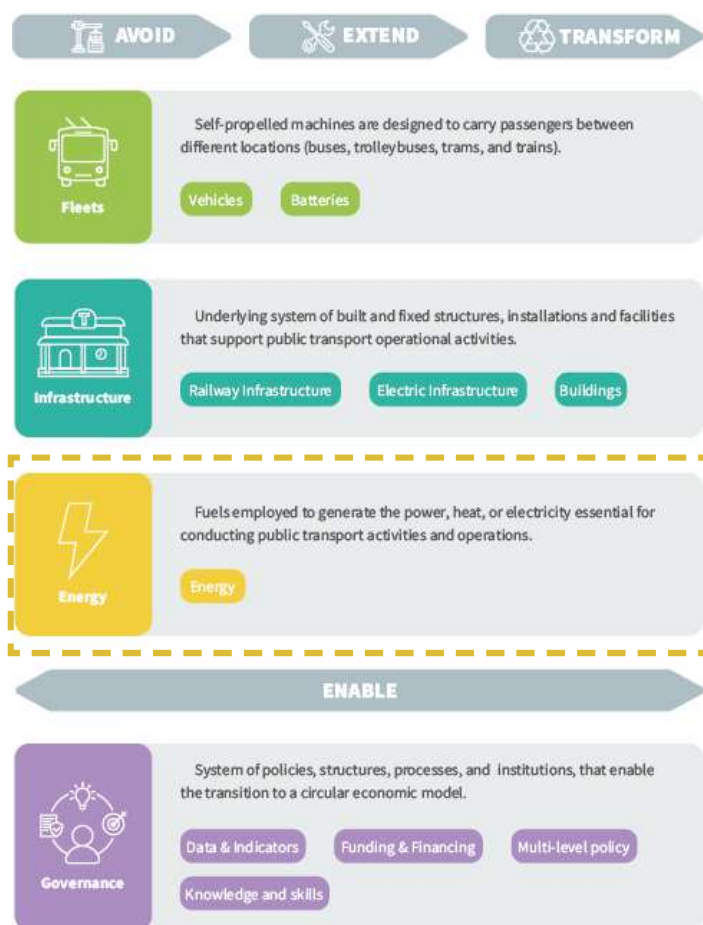 AVOID
EXTEND
TRANSFORM
Self-propelled machines are designed to carry passengers between
different locations (buses, trolleybuses, trams, and trains).
Fleets
Vehicles
Batteries
Underlying system of built and fixed structures, installations and facilities
that support public transport operational activities.
T
Infrastructure
Railway Infrastructure
Electric Infrastructure
Buildings
Fuels employed to generate the power, heat, or electricity essential for
conducting public transport activities and operations.
Energy
Energy
ENABLE
System of policies, structures, processes, and institutions, that enable
the transition to a circular economic model.
Governance
Data & Indicators
Funding & Financing
Multi-level policy
Knowledge and skills